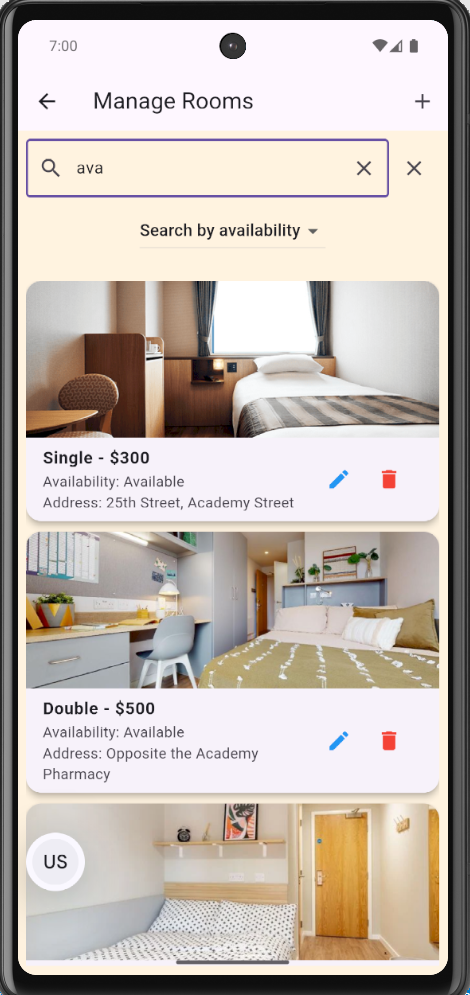 7:00
Manage Rooms
ava
Search by availability
Single - $300
Availability: Available
Address: 25th Street, Academy Street
Double - $500
Availability: Available
Address: Opposite the Academy
Pharmacy
US